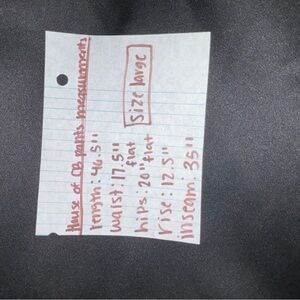 House of CB pants measurements
length: 46.5"
waist: 17.5" flat
hips: 20" flat
rise: 12.5"
inseam: 35"
size large